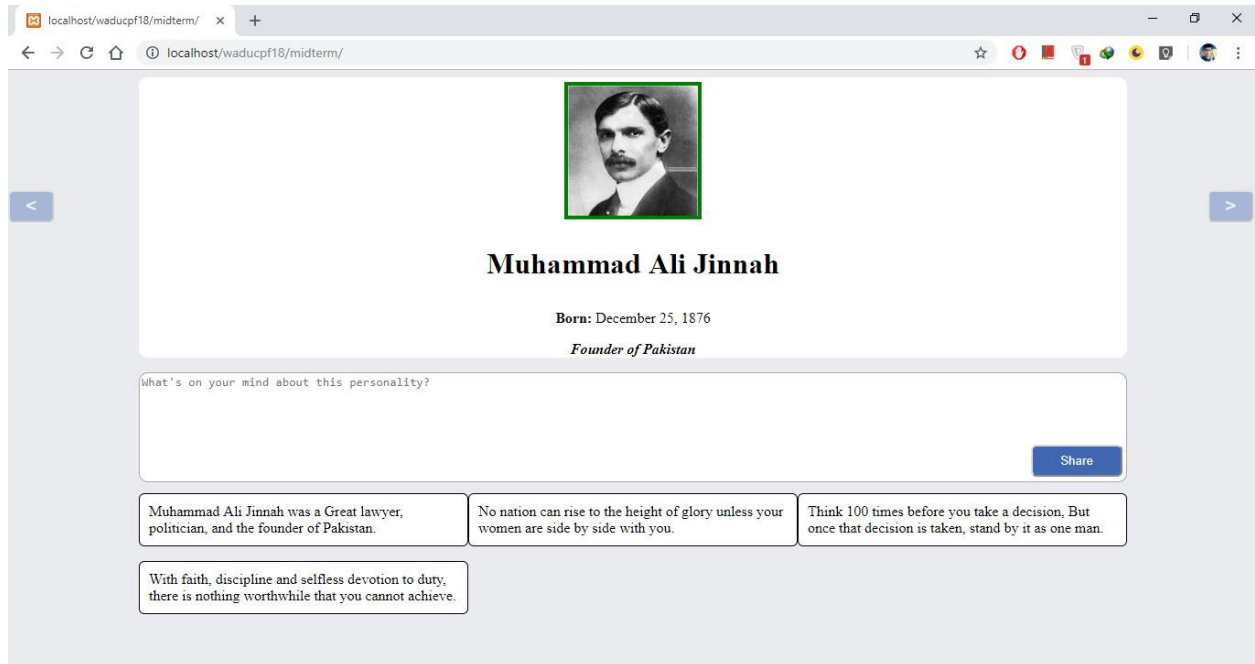 localhost/waducpf18/midterm/
localhost/waducpf18/midterm/
1
<
>
Muhammad Ali Jinnah
Born: December 25, 1876
Founder of Pakistan
What's on your mind about this personality?
Share
Muhammad Ali Jinnah was a Great lawyer,
politician, and the founder of Pakistan.
No nation can rise to the height of glory unless your
women are side by side with you.
Think 100 times before you take a decision, But
once that decision is taken, stand by it as one man.
With faith, discipline and selfless devotion to duty,
there is nothing worthwhile that you cannot achieve.